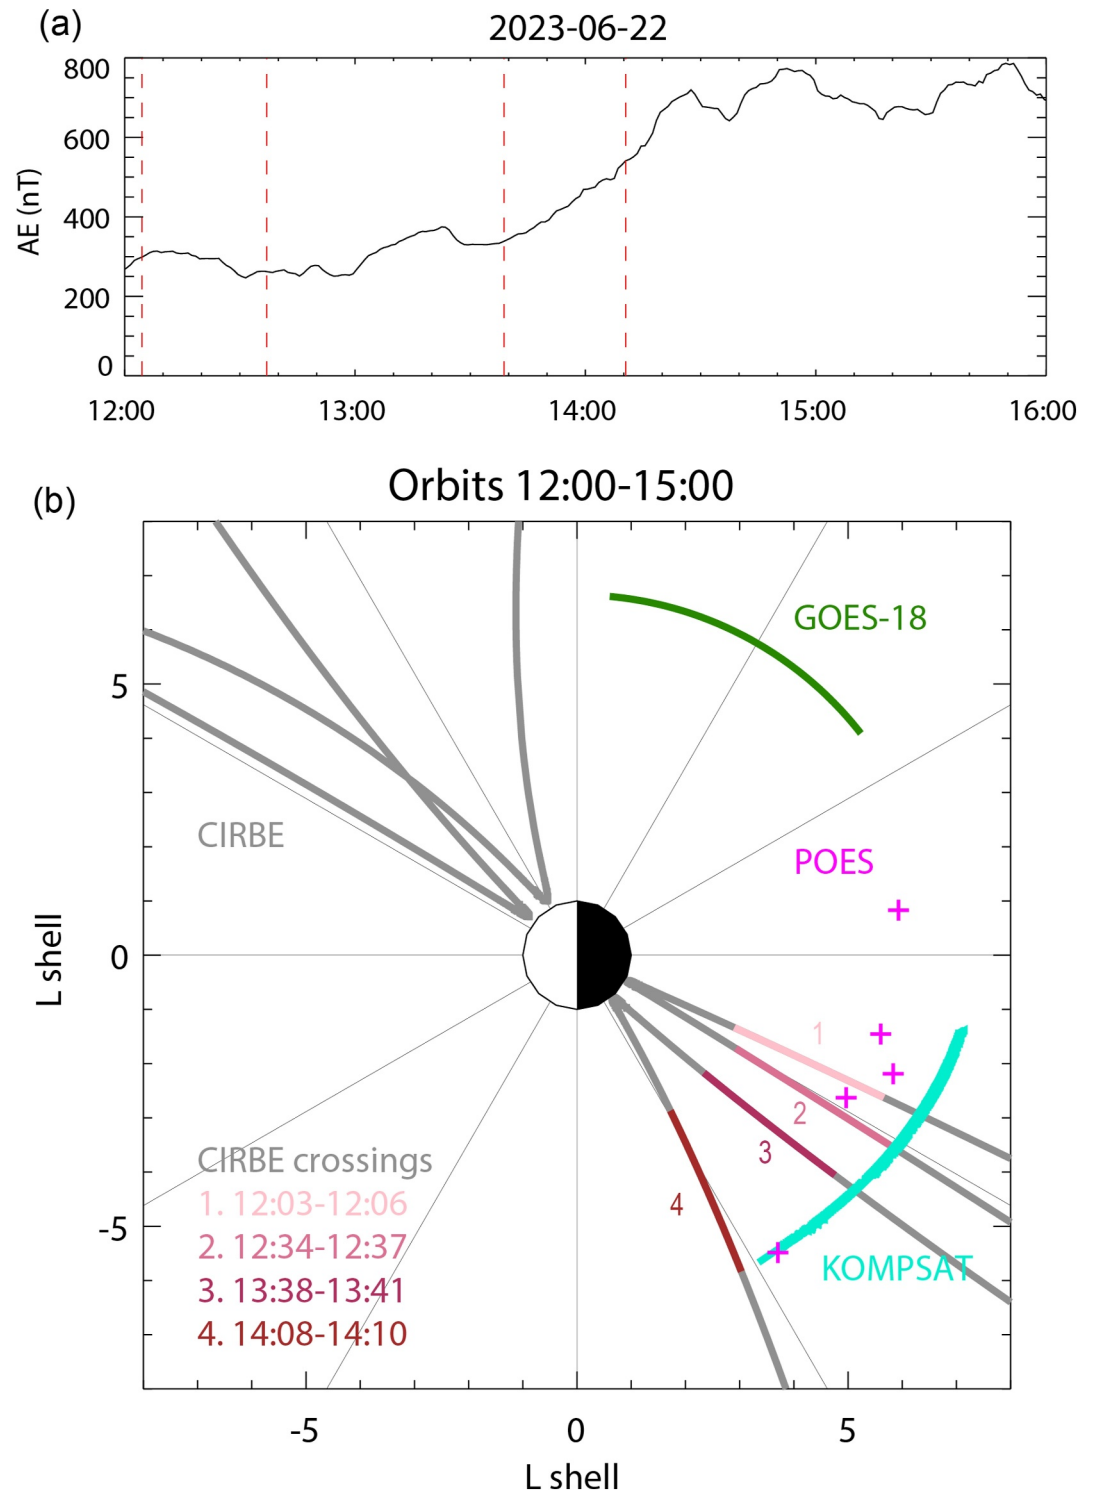 (a)
2023-06-22
800
600
400
200
0
AE (nT)
12:00 13:00 14:00 15:00 16:00
(b)
Orbits 12:00-15:00
GOES-18
5
CIRBE
POES
0
L shell
1
2
3
4
CIRBE crossings
1. 12:03-12:06
2. 12:34-12:37
3. 13:38-13:41
4. 14:08-14:10
-5
KOMPSAT
-5 0 5
L shell